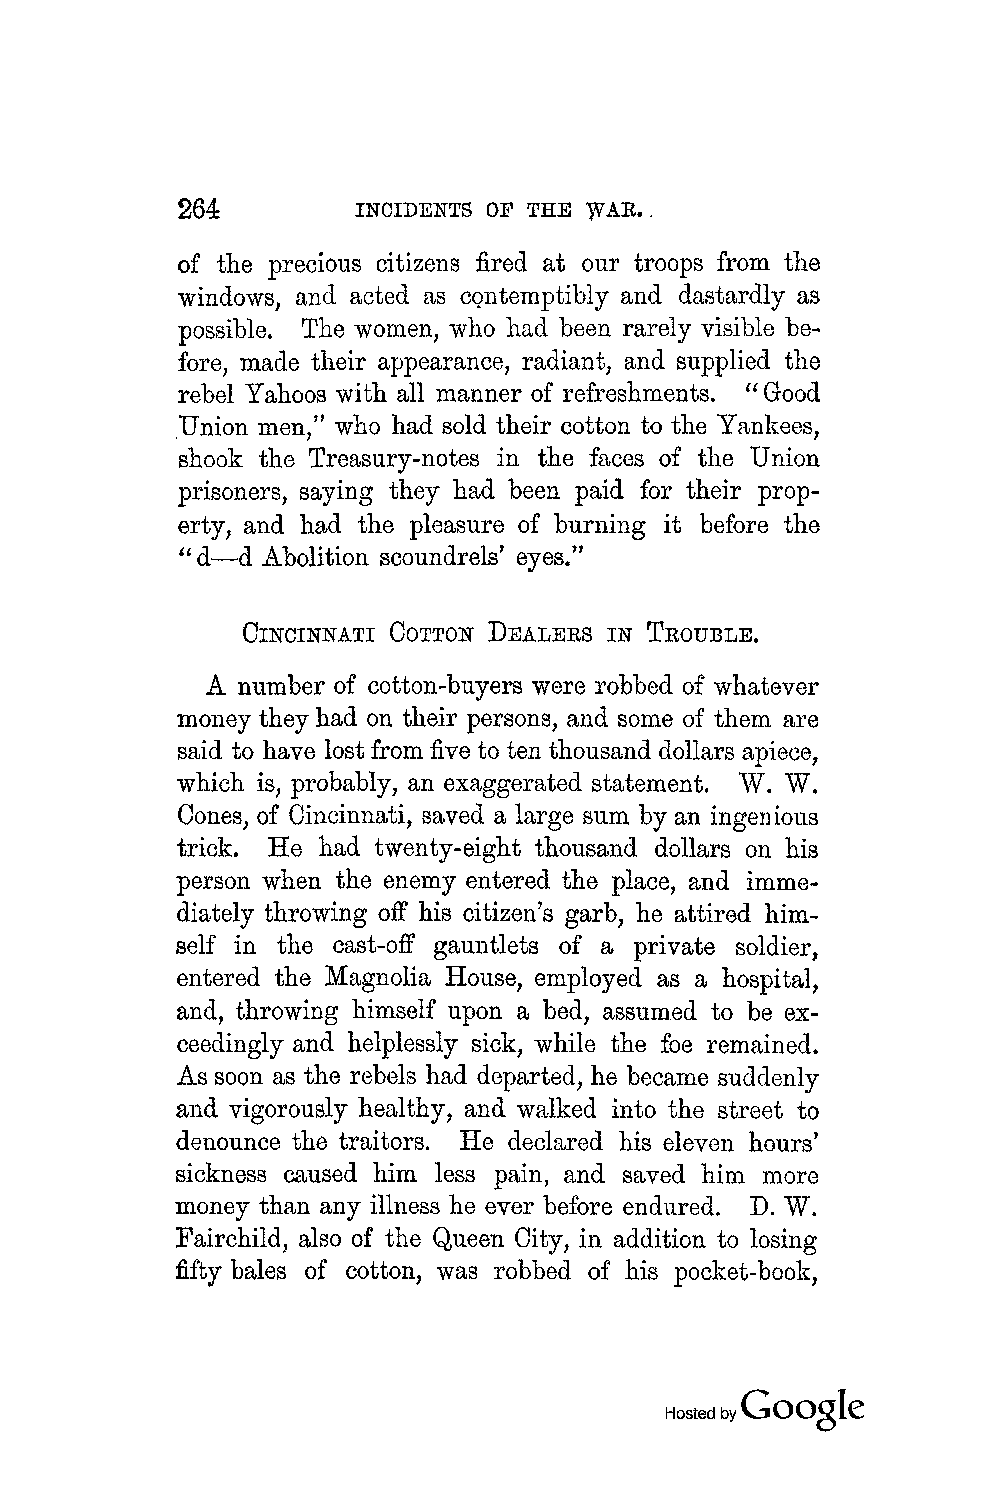 264 INCIDENTS OF THE WAR.
of the precious citizens fired at our troops from the
windows, and acted as contemptibly and dastardly as
possible. The women, who had been rarely visible be-
fore, made their appearance, radiant, and supplied the
rebel Yahoos with all manner of refreshments. "Good
Union men," who had sold their cotton to the Yankees,
shook the Treasury-notes in the faces of the Union
prisoners, saying they had been paid for their prop-
erty, and had the pleasure of burning it before the
"d—d Abolition scoundrels' eyes."
CINCINNATI COTTON DEALERS IN TROUBLE.
A number of cotton-buyers were robbed of whatever
money they had on their persons, and some of them are
said to have lost from five to ten thousand dollars apiece,
which is, probably, an exaggerated statement. W. W.
Cones, of Cincinnati, saved a large sum by an ingenious
trick. He had twenty-eight thousand dollars on his
person when the enemy entered the place, and imme-
diately throwing off his citizen's garb, he attired him-
self in the cast-off gauntlets of a private soldier,
entered the Magnolia House, employed as a hospital,
and, throwing himself upon a bed, assumed to be ex-
ceedingly and helplessly sick, while the foe remained.
As soon as the rebels had departed, he became suddenly
and vigorously healthy, and walked into the street to
denounce the traitors. He declared his eleven hours'
sickness caused him less pain, and saved him more
money than any illness he ever before endured. D. W.
Fairchild, also of the Queen City, in addition to losing
fifty bales of cotton, was robbed of his pocket-book,
Hosted by Google